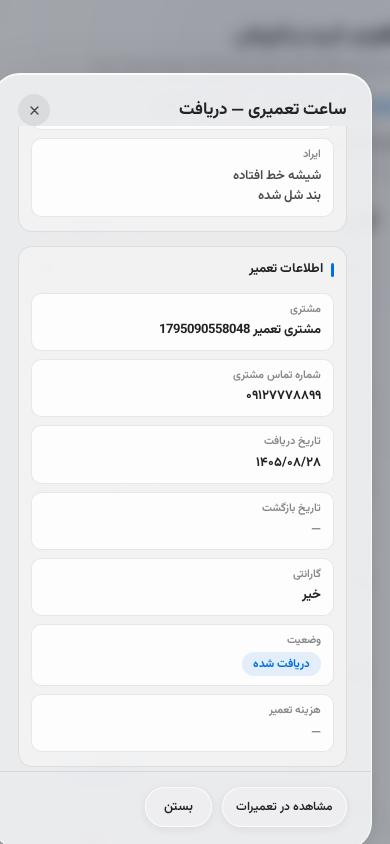 ساعت تعمیری — دریافت
×
ایراد
شیشه خط افتاده
بند شل شده
اطلاعات تعمیر
مشتری
مشتری تعمیر 1795090558048
شماره تماس مشتری
۰۹۱۲۷۷۷۸۸۹۹
تاریخ دریافت
۱۴۰۵/۰۸/۲۸
تاریخ بازگشت
—
گارانتی
خیر
وضعیت
دریافت شده
هزینه تعمیر
—
مشاهده در تعمیرات
بستن